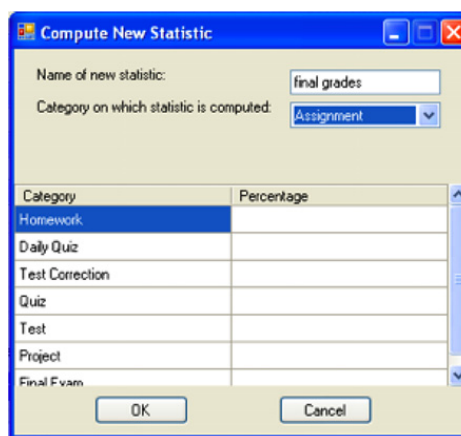 Compute New Statistic
Name of new statistic: final grades
Category on which statistic is computed: Assignment
Category Percentage
Homework
Daily Quiz
Test Correction
Quiz
Test
Project
Final Exam
OK Cancel